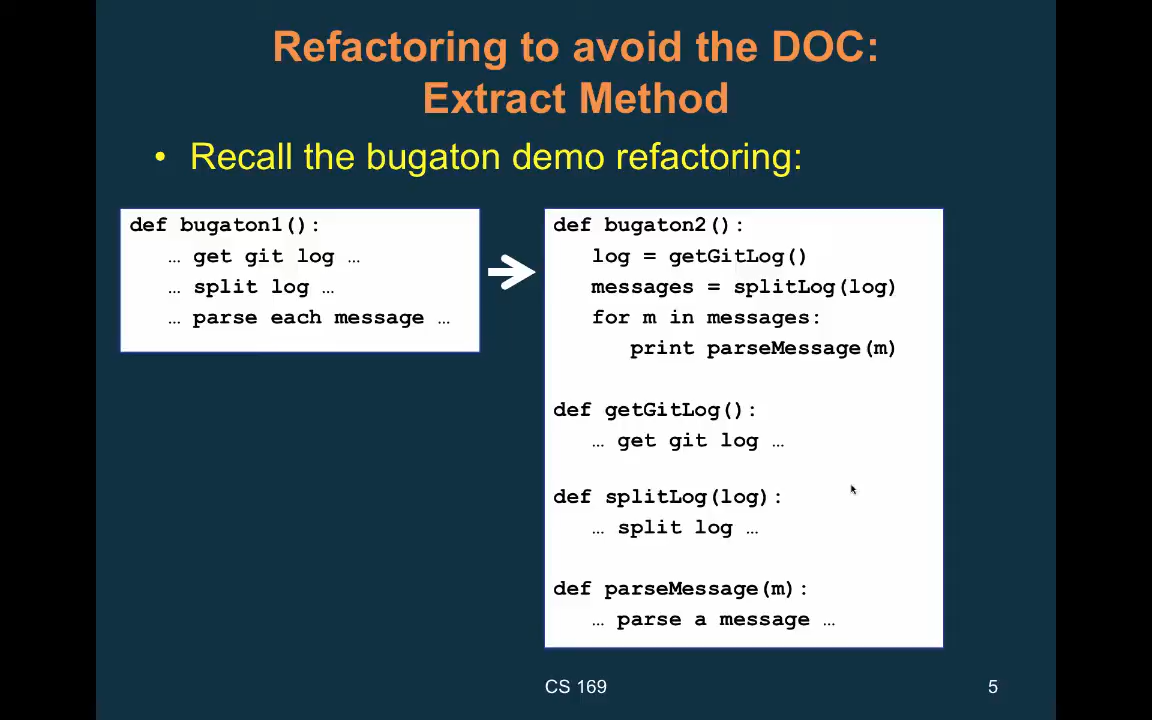 Refactoring to avoid the DOC:
Extract Method
• Recall the bugaton demo refactoring:
def bugaton1():
… get git log …
… split log …
… parse each message …
def bugaton2():
log = getGitLog()
messages = splitLog(log)
for m in messages:
print parseMessage(m)
def getGitLog():
… get git log …
def splitLog(log):
… split log …
def parseMessage(m):
… parse a message …
CS 169
5